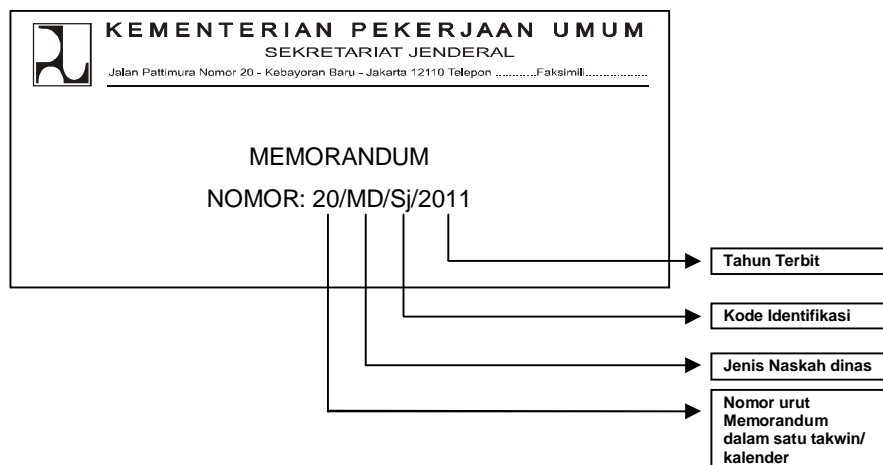 KEMENTERIAN PEKERJAAN UMUM
SEKRETARIAT JENDERAL
Jalan Pattimura Nomor 20 - Kebayoran Baru - Jakarta 12110 Telepon ............Faksimili...................
MEMORANDUM
NOMOR: 20/MD/Sj/2011
Tahun Terbit
Kode Identifikasi
Jenis Naskah dinas
Nomor urut
Memorandum
dalam satu takwin/
kalender